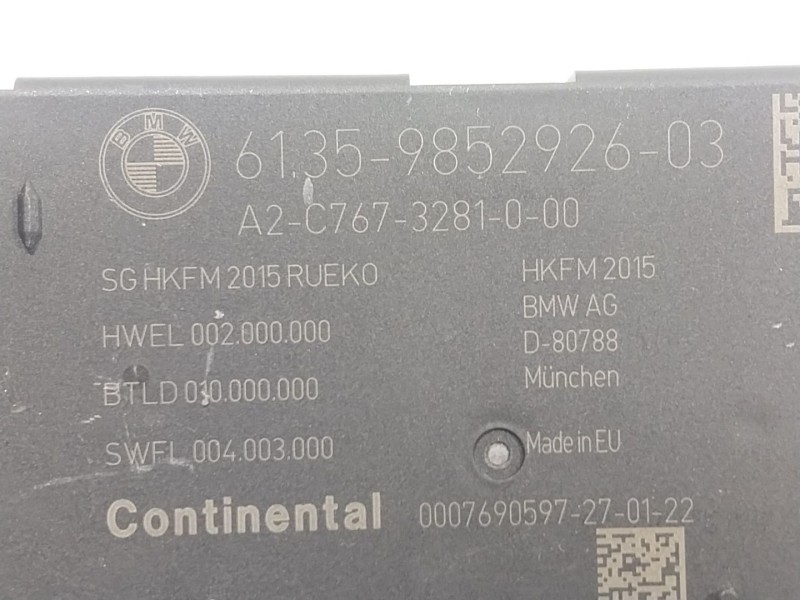 BMW
61.35-9852926-03
A2-C767-3281-0-00
SG HKFM 2015 RUEKO
HWEL 002.000.000
BTLD 010.000.000
SWFL 004.003.000
HKFM 2015
BMW AG
D-80788
München
Made in EU
Continental 0007690597-27-01-22